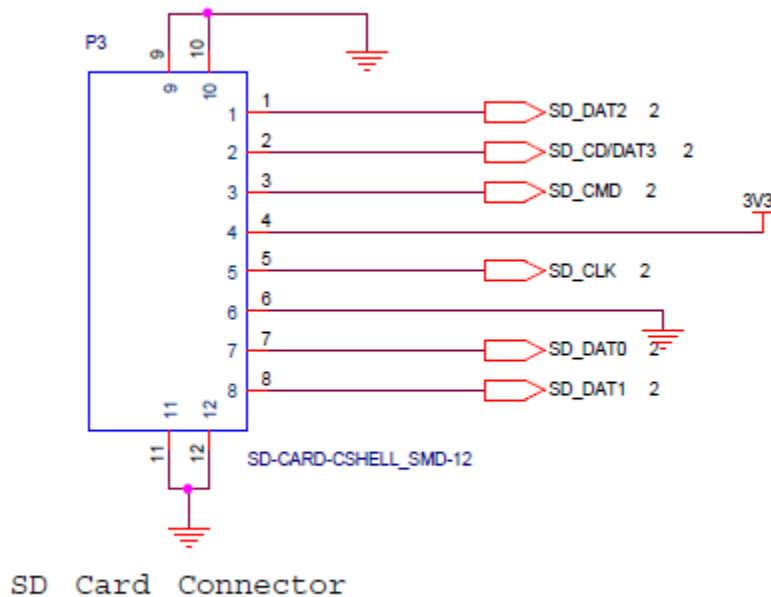 P3
9 10
9 10
1 1 SD_DAT2 2
2 2 SD_CD/DAT3 2
3 3 SD_CMD 2
3V3
4 4
5 5 SD_CLK 2
6 6
7 7 SD_DAT0 2
8 8 SD_DAT1 2
11 12
11 12
SD-CARD-CSHELL_SMD-12
SD Card Connector